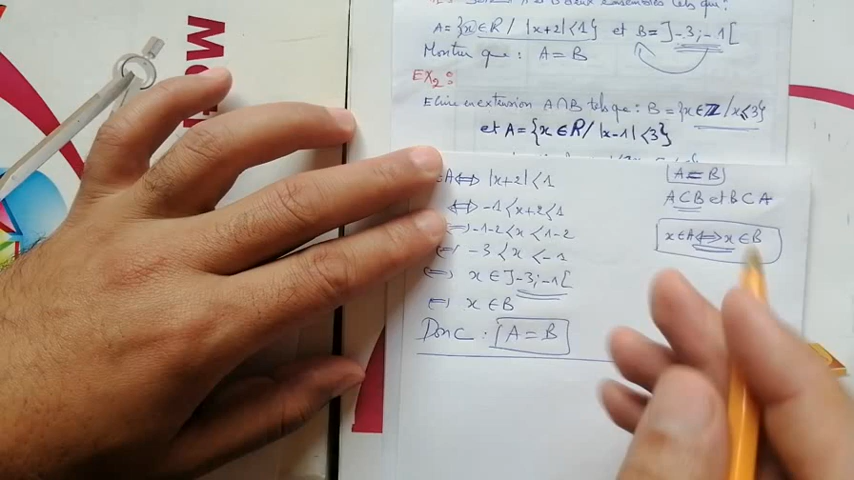 A = {x ∈ R / |x+2| < 1} et B = ]-3; -1[
Montrer que : A = B
EX2 :
Ecrire en extension A ∩ B tel que : B = {x ∈ Z / x ≤ 3}
et A = {x ∈ R / |x-1| < 3}
∈ A ⟺ |x+2| < 1
⟺ -1 < x+2 < 1
⟺ -1-2 < x < 1-2
⟺ -3 < x < -1
⟺ x ∈ ]-3; -1[
⟺ x ∈ B
Donc : A = B
A = B
A ⊂ B et B ⊂ A
x ∈ A ⟺ x ∈ B